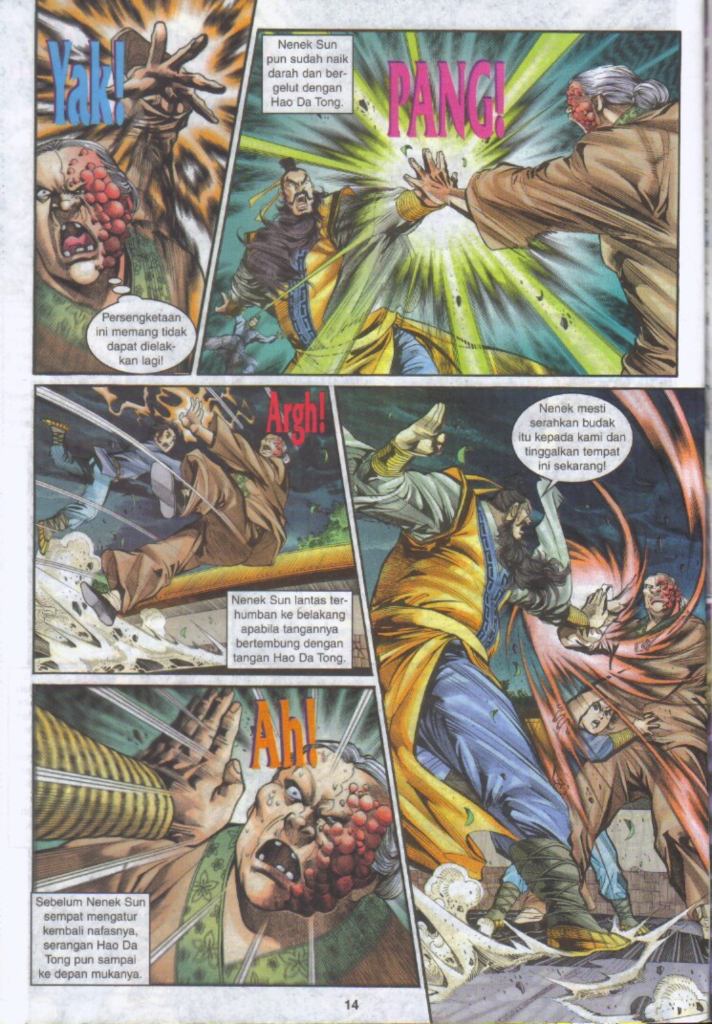 Yak!
Persengketaan
ini memang tidak
dapat dielak-
kan lagi!
Nenek Sun
pun sudah naik
darah dan ber-
gelut dengan
Hao Da Tong.
PANG!
Argh!
Nenek Sun lantas ter-
humban ke belakang
apabila tangannya
bertembung dengan
tangan Hao Da Tong.
Nenek mesti
serahkan budak
itu kepada kami dan
tinggalkan tempat
ini sekarang!
Ah!
Sebelum Nenek Sun
sempat mengatur
kembali nafasnya,
serangan Hao Da
Tong pun sampai
ke depan mukanya.
14